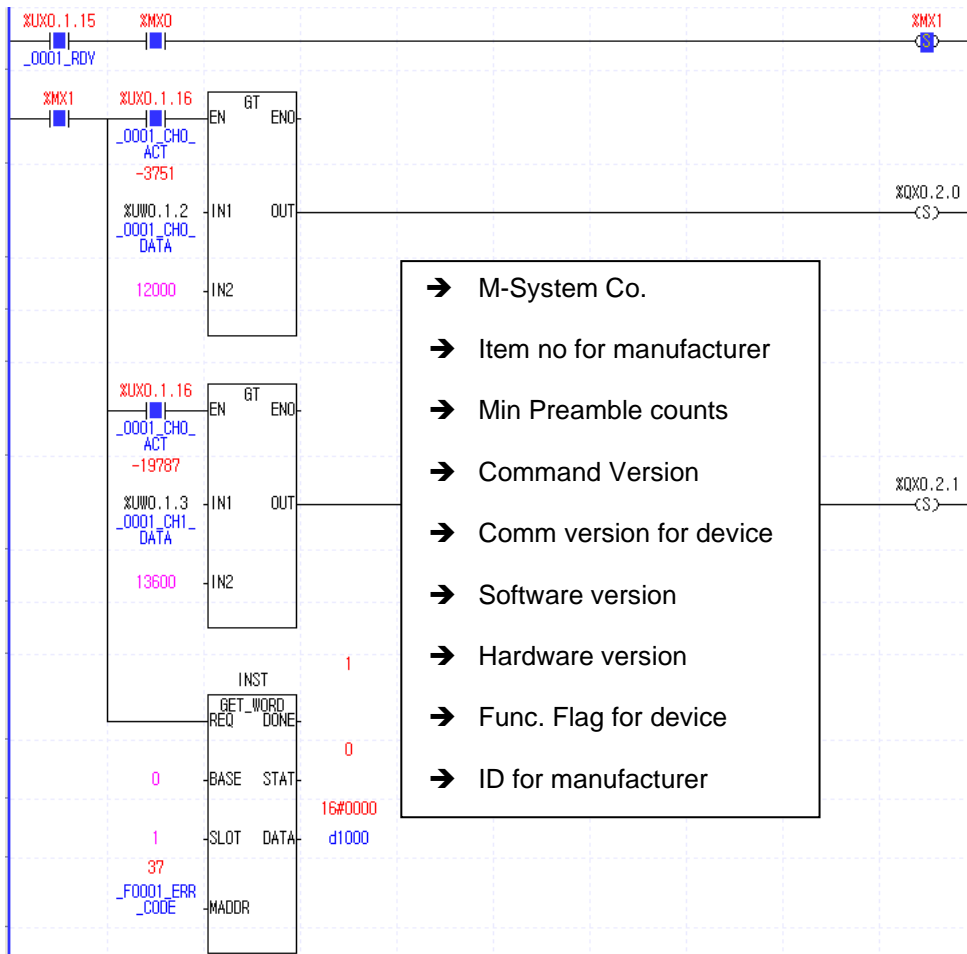 %UX0.1.15 %MX0 %MX1
(S)
_0001_RDY
%MX1 %UX0.1.16 GT
EN ENO
_0001_CH0_
ACT
-3751
%UW0.1.2 IN1 OUT %QX0.2.0
(S)
_0001_CH0_
DATA
12000 IN2
➔ M-System Co.
➔ Item no for manufacturer
➔ Min Preamble counts
➔ Command Version
➔ Comm version for device
➔ Software version
➔ Hardware version
➔ Func. Flag for device
➔ ID for manufacturer
%UX0.1.16 GT
EN ENO
_0001_CH0_
ACT
-19787
%UW0.1.3 IN1 OUT %QX0.2.1
(S)
_0001_CH1_
DATA
13600 IN2
INST 1
GET_WORD
REQ DONE
0
0 BASE STAT
16#0000
1 SLOT DATA d1000
37
_F0001_ERR
_CODE MADDR